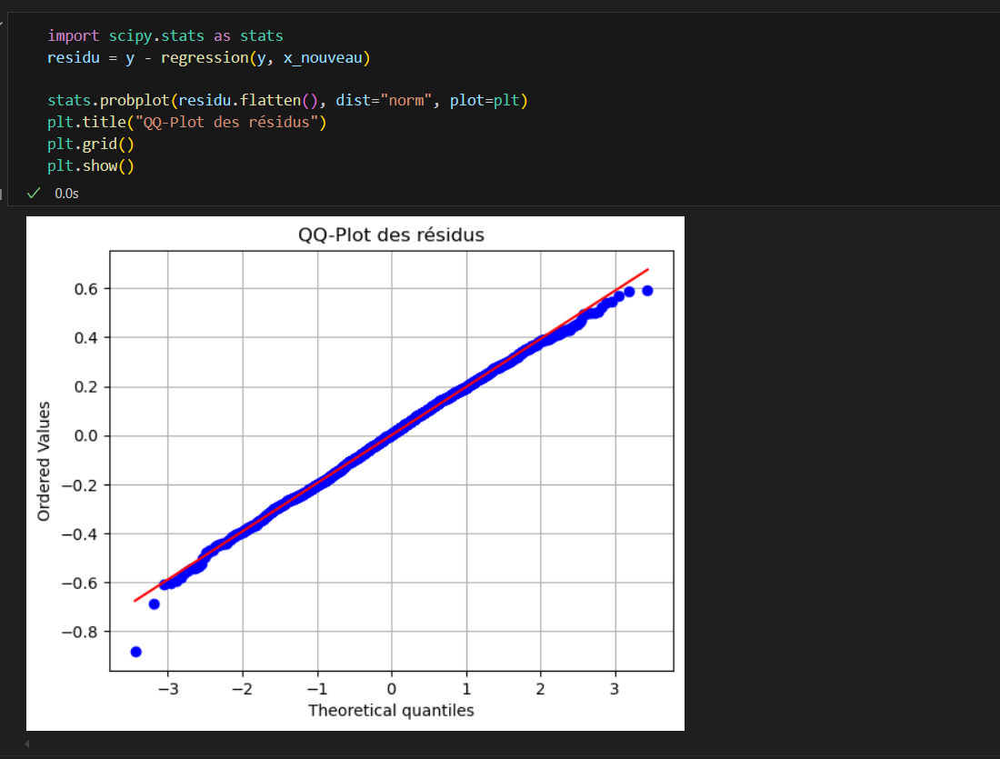 import scipy.stats as stats
residu = y - regression(y, x_nouveau)
stats.probplot(residu.flatten(), dist="norm", plot=plt)
plt.title("QQ-Plot des résidus")
plt.grid()
plt.show()
✓ 0.0s
QQ-Plot des résidus
0.6
0.4
0.2
0.0
−0.2
−0.4
−0.6
−0.8
Ordered Values
−3 −2 −1 0 1 2 3
Theoretical quantiles